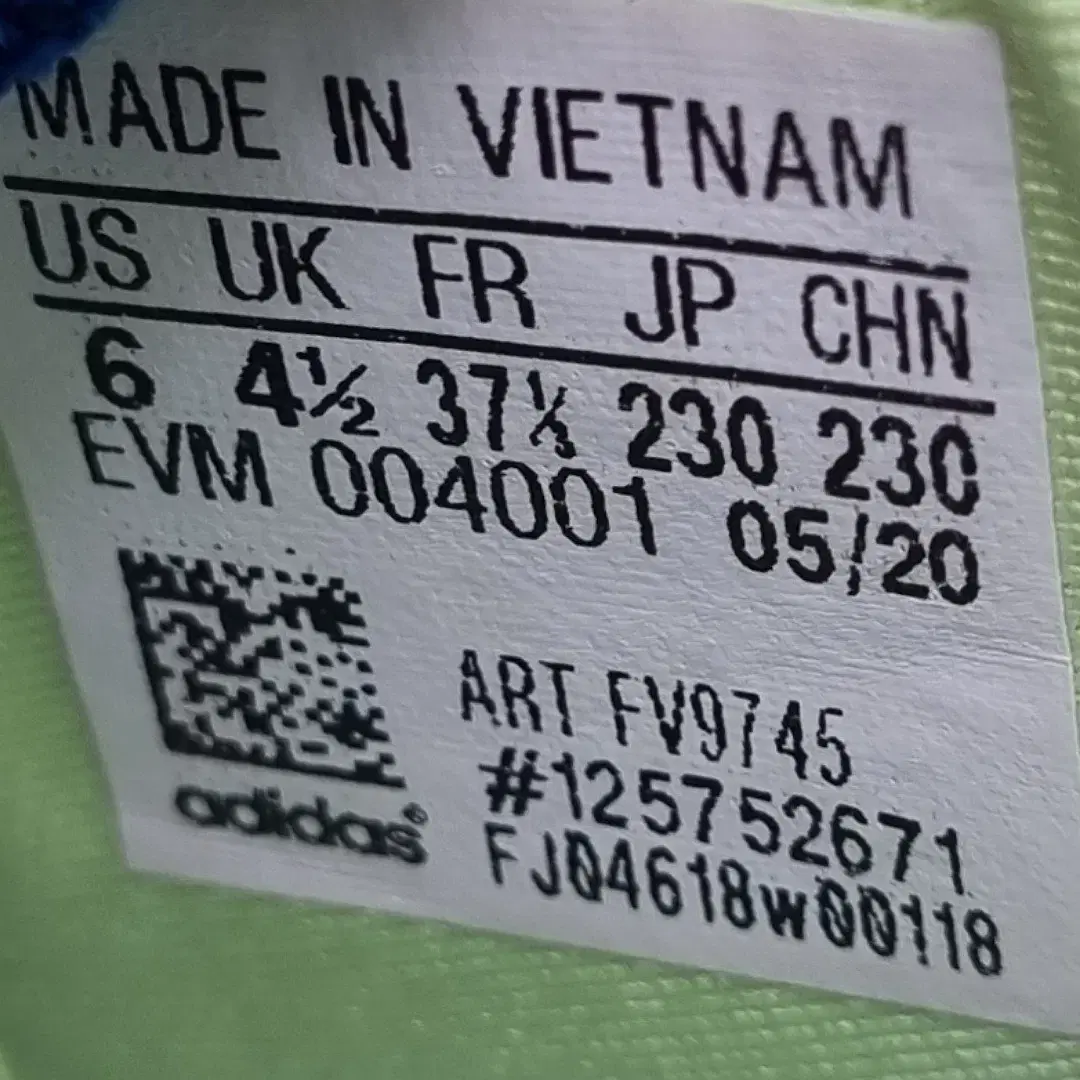 MADE IN VIETNAM
US UK FR JP CHN
6 4½ 37⅓ 230 230
EVM 004001 05/20
ART FV9745
#125752671
FJ04618W00118
adidas®